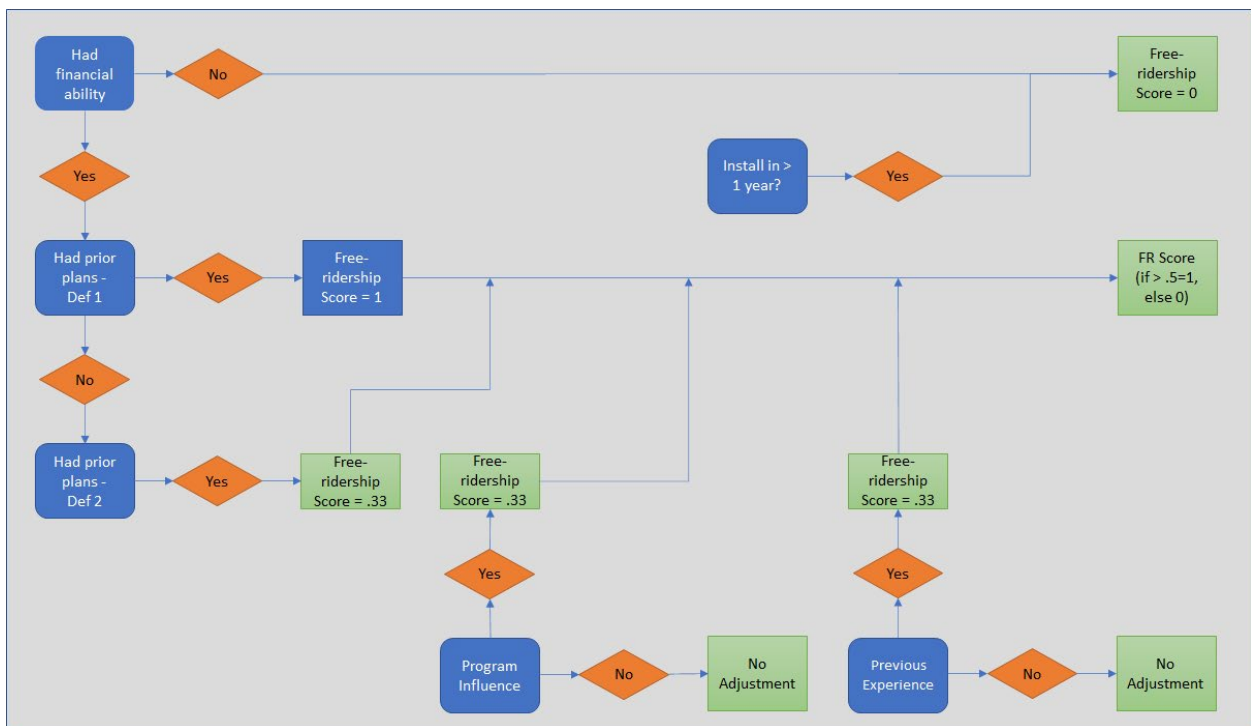 Had
financial
ability
No
Free-
ridership
Score = 0
Yes
Install in >
1 year?
Yes
Had prior
plans -
Def 1
Yes
Free-
ridership
Score = 1
FR Score
(if > .5=1,
else 0)
No
Had prior
plans -
Def 2
Yes
Free-
ridership
Score = .33
Free-
ridership
Score = .33
Free-
ridership
Score = .33
Yes
Yes
Program
Influence
No
No
Adjustment
Previous
Experience
No
No
Adjustment